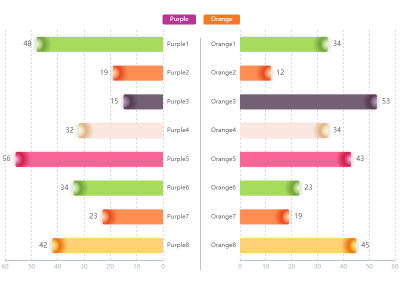 Purple Orange
48 Purple1 Orange1 34
19 Purple2 Orange2 12
15 Purple3 Orange3 53
32 Purple4 Orange4 34
56 Purple5 Orange5 43
34 Purple6 Orange6 23
23 Purple7 Orange7 19
42 Purple8 Orange8 45
60 50 40 30 20 10 0 0 10 20 30 40 50 60